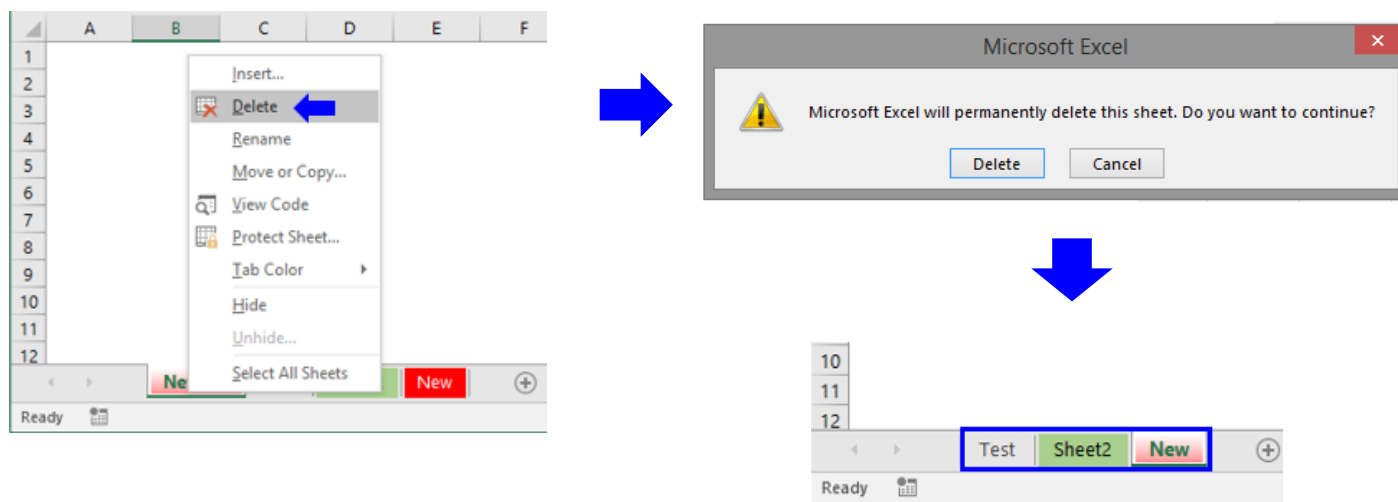 A B C D E F
1
2
3
4
5
6
7
8
9
10
11
12
Insert...
Delete
Rename
Move or Copy...
View Code
Protect Sheet...
Tab Color
Hide
Unhide...
Select All Sheets
New
Ready
Microsoft Excel
Microsoft Excel will permanently delete this sheet. Do you want to continue?
Delete Cancel
10
11
12
Test Sheet2 New
Ready